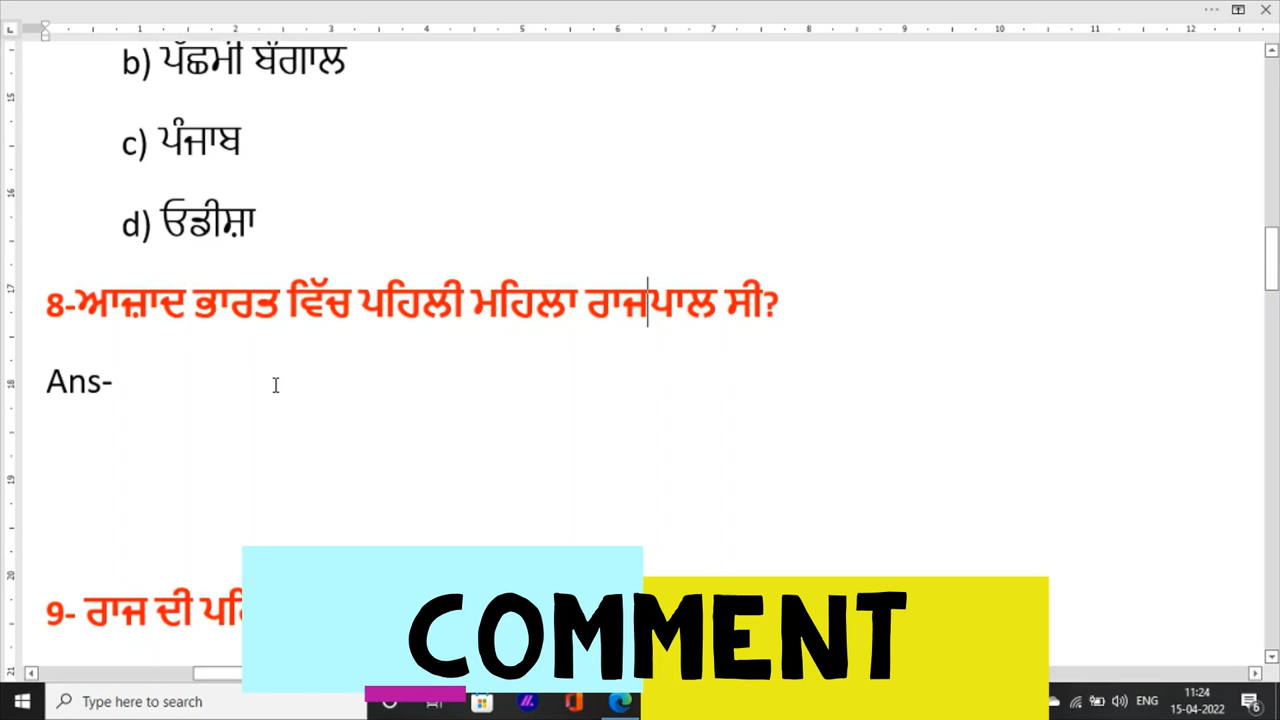 b) ਪੱਛਮੀ ਬੰਗਾਲ
c) ਪੰਜਾਬ
d) ਓਡੀਸ਼ਾ
8-ਆਜ਼ਾਦ ਭਾਰਤ ਵਿੱਚ ਪਹਿਲੀ ਮਹਿਲਾ ਰਾਜਪਾਲ ਸੀ?
Ans-
9- ਰਾਜ ਦੀ
COMMENT
Type here to search
ENG
11:24
15-04-2022
6